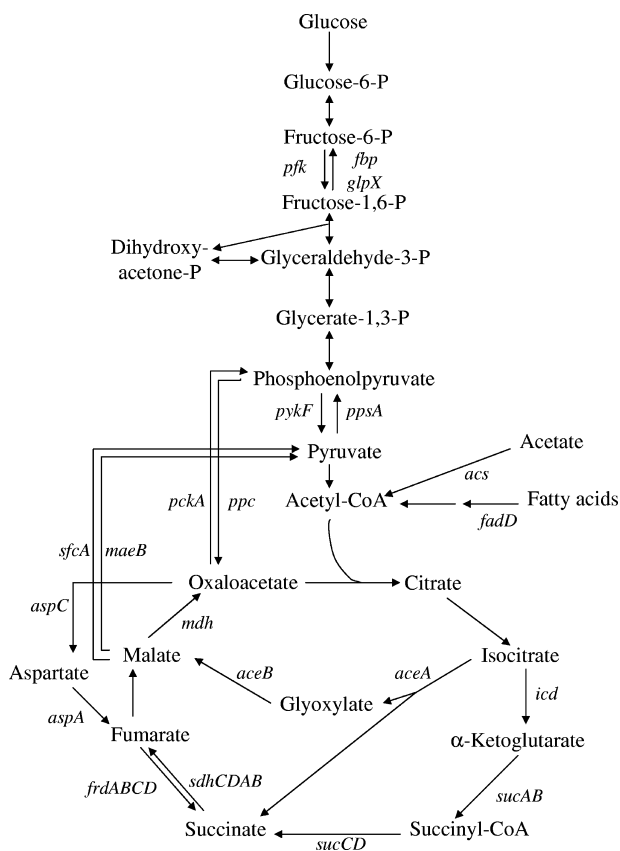 Glucose
Glucose-6-P
Fructose-6-P
pfk
fbp
glpX
Fructose-1,6-P
Dihydroxy-
acetone-P
Glyceraldehyde-3-P
Glycerate-1,3-P
Phosphoenolpyruvate
pykF
ppsA
Pyruvate
Acetate
acs
Acetyl-CoA
Fatty acids
fadD
pckA
ppc
sfcA
maeB
Oxaloacetate
Citrate
aspC
mdh
Malate
Isocitrate
Aspartate
aceB
aceA
Glyoxylate
icd
aspA
Fumarate
α-Ketoglutarate
frdABCD
sdhCDAB
sucAB
Succinate
Succinyl-CoA
sucCD